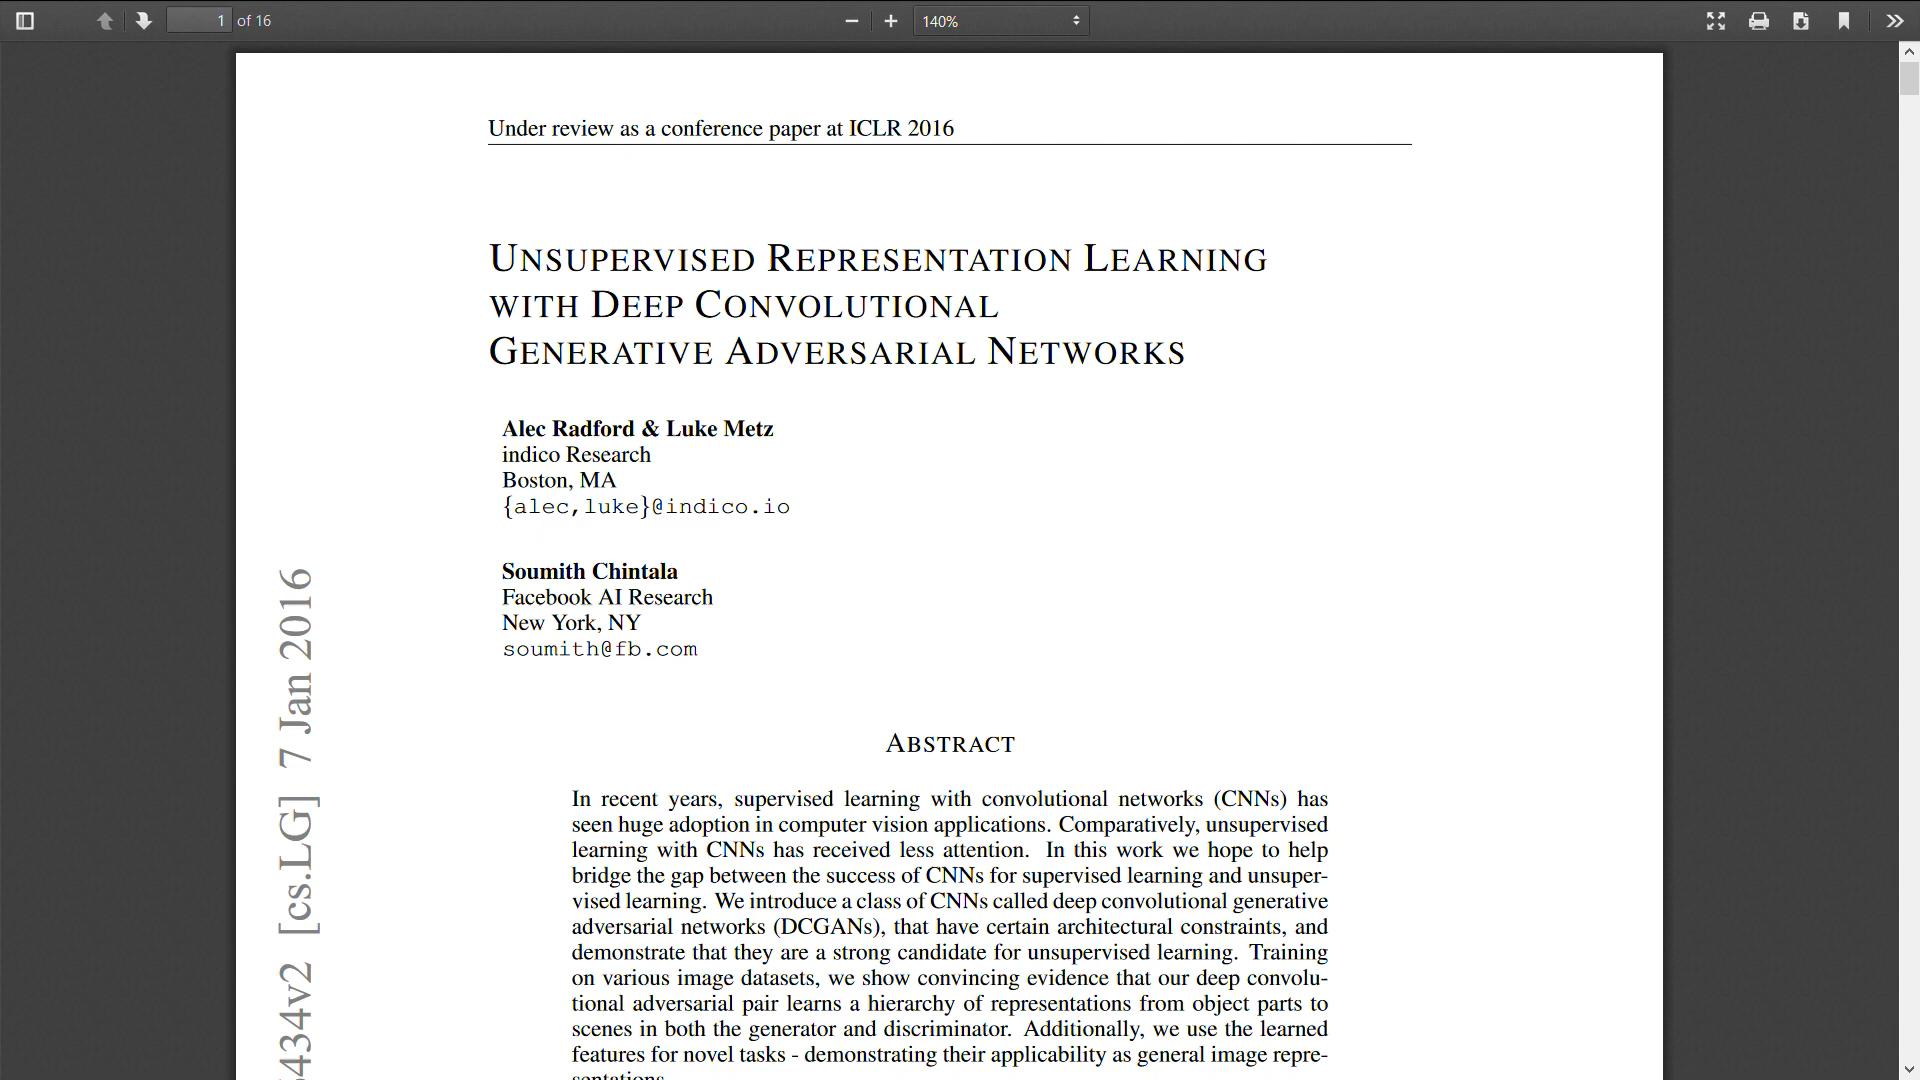 1 of 16
140%
Under review as a conference paper at ICLR 2016
UNSUPERVISED REPRESENTATION LEARNING
WITH DEEP CONVOLUTIONAL
GENERATIVE ADVERSARIAL NETWORKS
Alec Radford & Luke Metz
indico Research
Boston, MA
{alec,luke}@indico.io
Soumith Chintala
Facebook AI Research
New York, NY
soumith@fb.com
ABSTRACT
In recent years, supervised learning with convolutional networks (CNNs) has
seen huge adoption in computer vision applications. Comparatively, unsupervised
learning with CNNs has received less attention. In this work we hope to help
bridge the gap between the success of CNNs for supervised learning and unsuper-
vised learning. We introduce a class of CNNs called deep convolutional generative
adversarial networks (DCGANs), that have certain architectural constraints, and
demonstrate that they are a strong candidate for unsupervised learning. Training
on various image datasets, we show convincing evidence that our deep convolu-
tional adversarial pair learns a hierarchy of representations from object parts to
scenes in both the generator and discriminator. Additionally, we use the learned
features for novel tasks - demonstrating their applicability as general image repre-
sentations.
434v2 [cs.LG] 7 Jan 2016